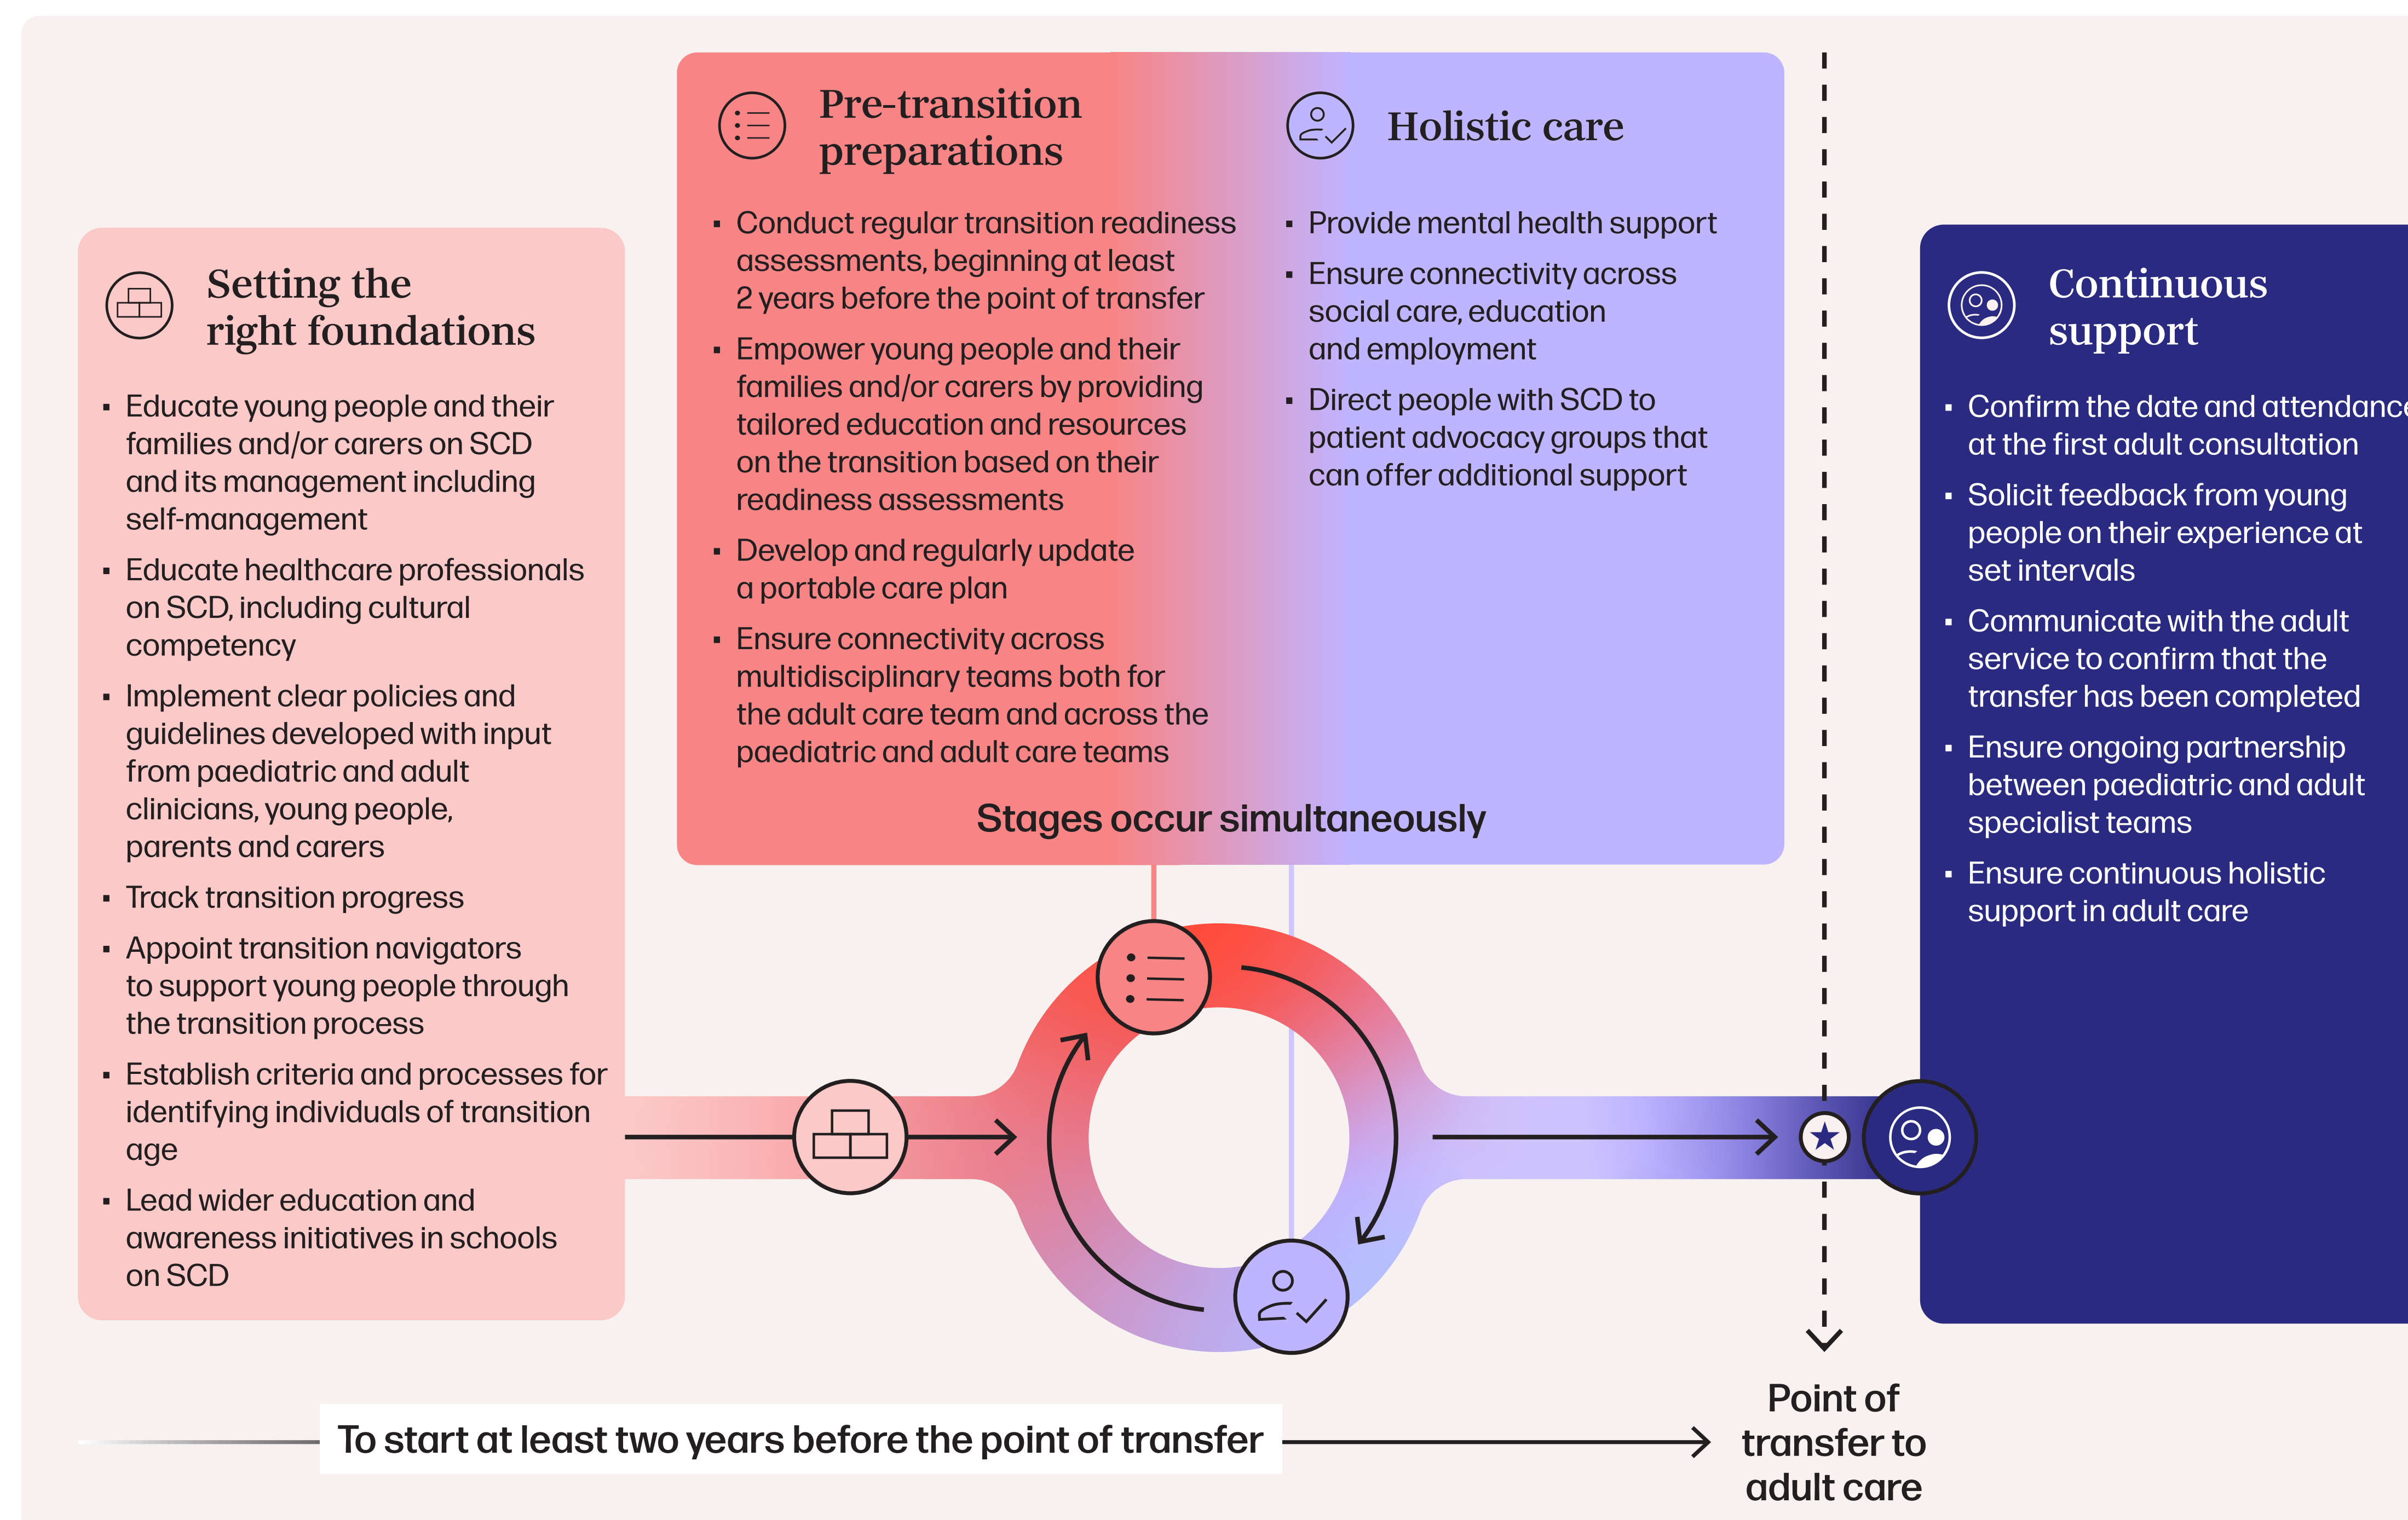 Setting the
right foundations
▪ Educate young people and their
families and/or carers on SCD
and its management including
self-management
▪ Educate healthcare professionals
on SCD, including cultural
competency
▪ Implement clear policies and
guidelines developed with input
from paediatric and adult
clinicians, young people,
parents and carers
▪ Track transition progress
▪ Appoint transition navigators
to support young people through
the transition process
▪ Establish criteria and processes for
identifying individuals of transition
age
▪ Lead wider education and
awareness initiatives in schools
on SCD
Pre-transition
preparations
▪ Conduct regular transition readiness
assessments, beginning at least
2 years before the point of transfer
▪ Empower young people and their
families and/or carers by providing
tailored education and resources
on the transition based on their
readiness assessments
▪ Develop and regularly update
a portable care plan
▪ Ensure connectivity across
multidisciplinary teams both for
the adult care team and across the
paediatric and adult care teams
Holistic care
▪ Provide mental health support
▪ Ensure connectivity across
social care, education
and employment
▪ Direct people with SCD to
patient advocacy groups that
can offer additional support
Stages occur simultaneously
Continuous
support
▪ Confirm the date and attendance
at the first adult consultation
▪ Solicit feedback from young
people on their experience at
set intervals
▪ Communicate with the adult
service to confirm that the
transfer has been completed
▪ Ensure ongoing partnership
between paediatric and adult
specialist teams
▪ Ensure continuous holistic
support in adult care
To start at least two years before the point of transfer
Point of
transfer to
adult care